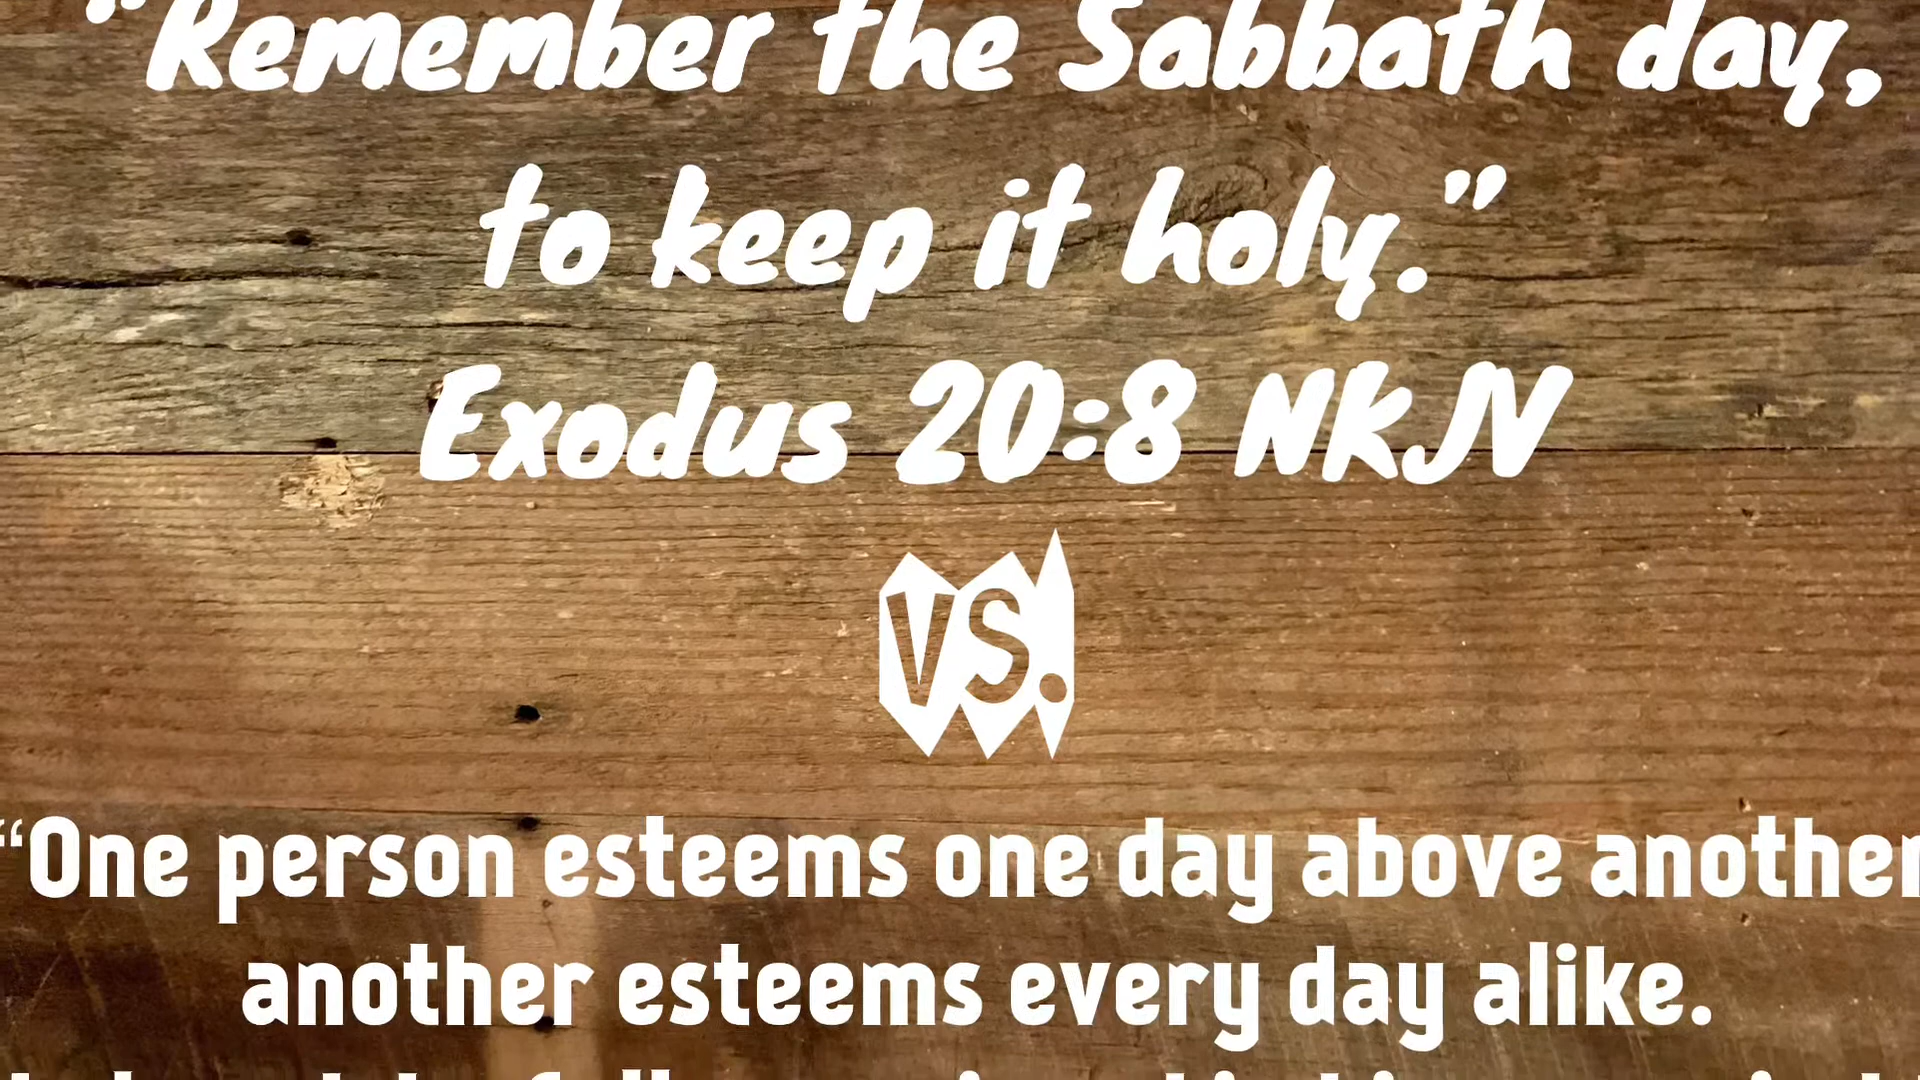 “Remember the Sabbath day,
to keep it holy.”
Exodus 20:8 NKJV
VS.
“One person esteems one day above another
another esteems every day alike.